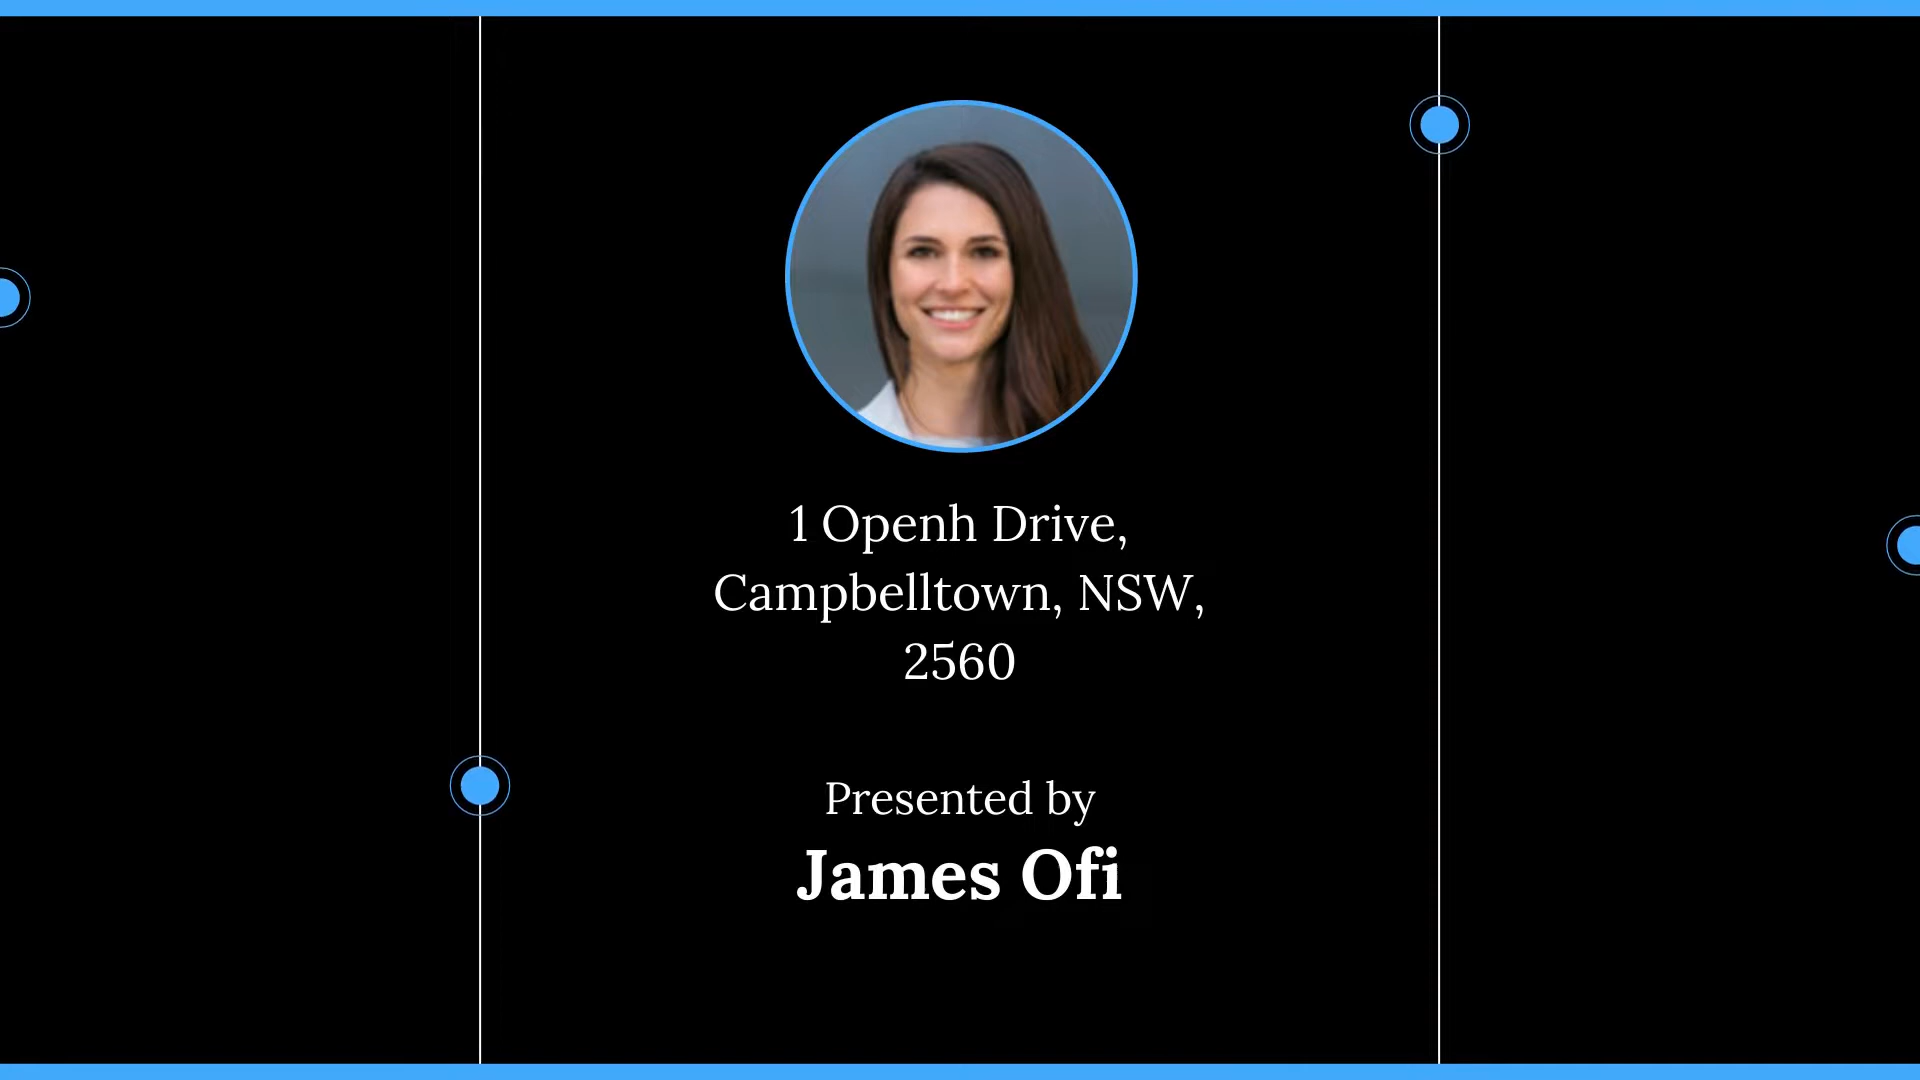 1 Openh Drive,
Campbelltown, NSW,
2560
Presented by
James Ofi